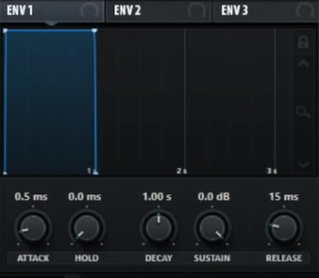 ENV 1 ENV 2 ENV 3
1 2 s 3 s
0.5 ms 0.0 ms 1.00 s 0.0 dB 15 ms
ATTACK HOLD DECAY SUSTAIN RELEASE